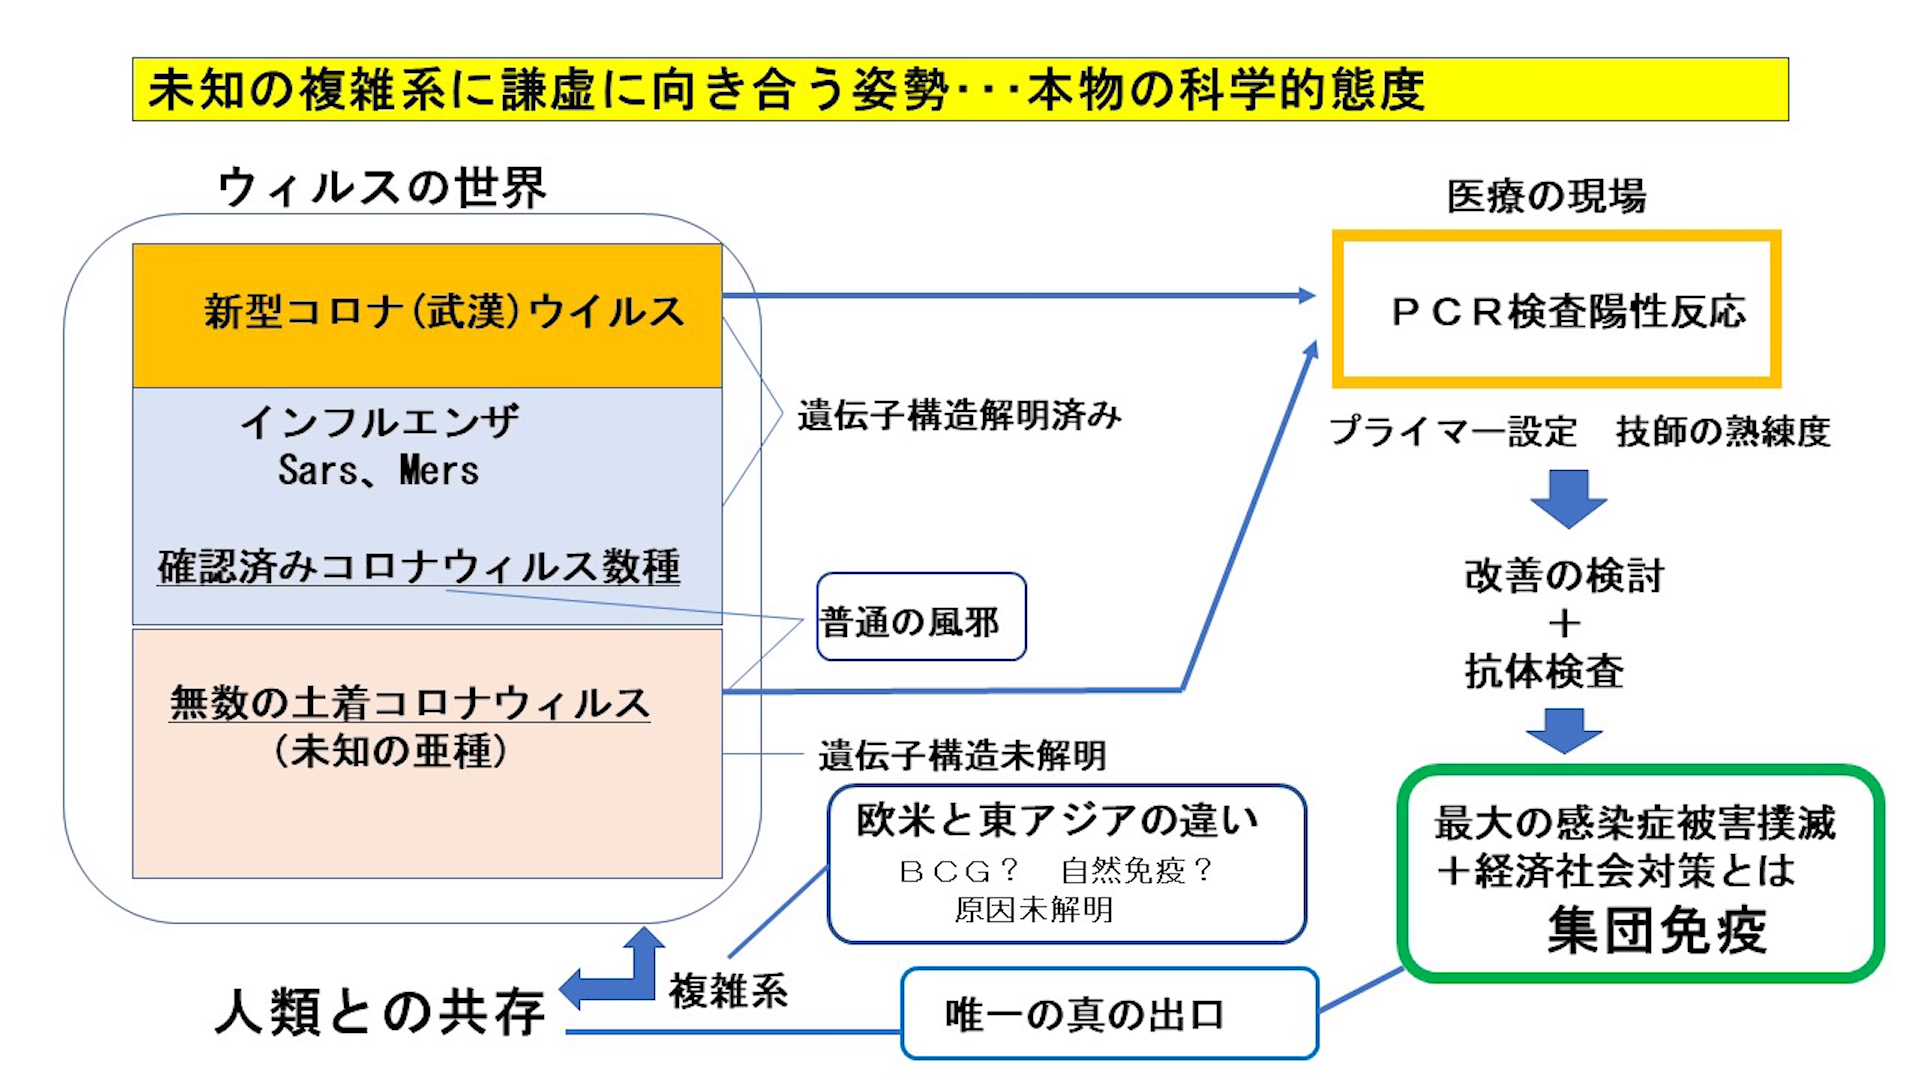 未知の複雑系に謙虚に向き合う姿勢･･･本物の科学的態度
ウィルスの世界
新型コロナ(武漢)ウイルス
インフルエンザ
Sars、Mers
確認済みコロナウィルス数種
無数の土着コロナウィルス
(未知の亜種)
遺伝子構造解明済み
普通の風邪
遺伝子構造未解明
欧米と東アジアの違い
ＢＣＧ？　自然免疫？
原因未解明
複雑系
人類との共存
唯一の真の出口
医療の現場
ＰＣＲ検査陽性反応
プライマー設定　技師の熟練度
改善の検討
＋
抗体検査
最大の感染症被害撲滅
＋経済社会対策とは
集団免疫